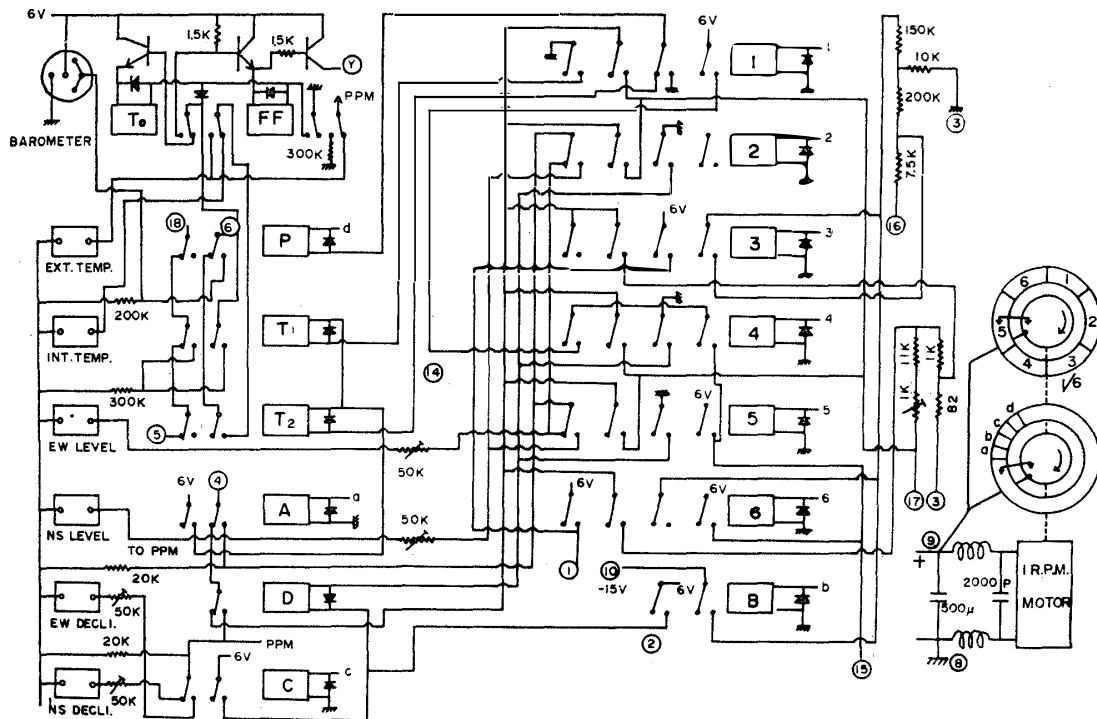 6V
1.5K
1.5K
Y
BAROMETER
T0
FF
PPM
300K
EXT. TEMP.
18
6
P
d
200K
INT. TEMP.
T1
14
300K
T2
EW LEVEL
5
50K
6V
4
A
a
NS LEVEL
TO PPM
50K
20K
EW DECLI.
50K
D
20K
PPM
6V
NS DECLI.
50K
C
c
6V
1
1
2
2
6V
3
3
4
4
6V
5
5
6V
6V
6
6
1
10
-15V
6V
B
b
2
15
150K
10K
200K
3
7.5K
16
11K
1K
1K
82
17
3
6
1
5
2
4
3
1/6
d
c
b
a
9
+
500μ
2000P
1 R.P.M.
MOTOR
8